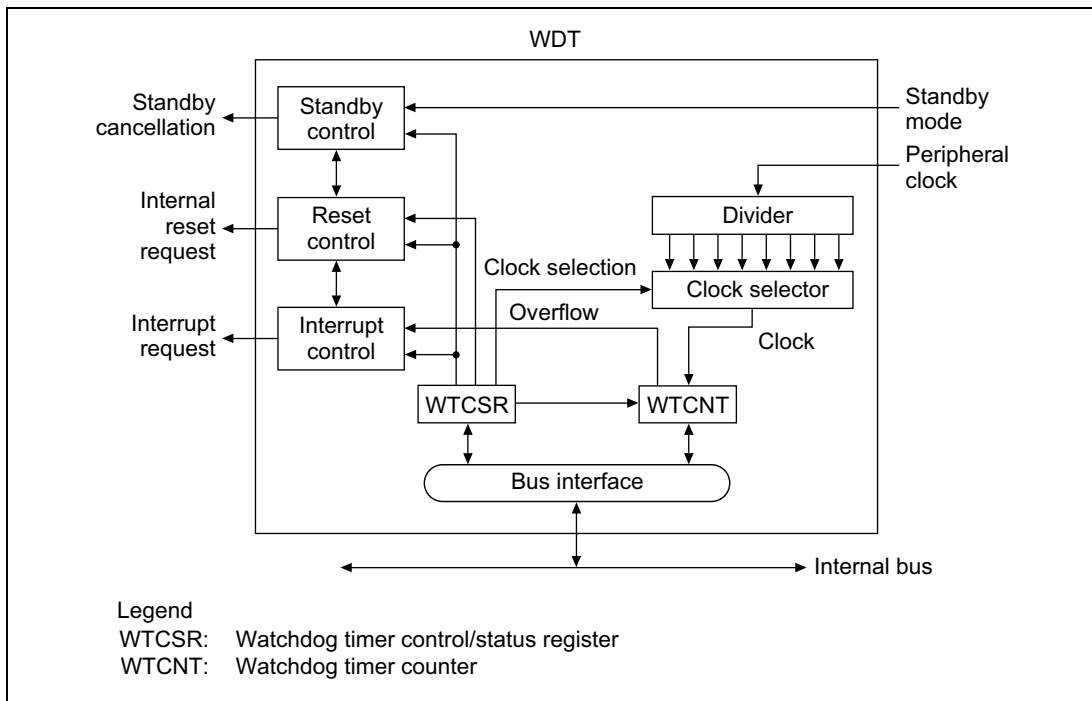 WDT
Standby
cancellation
Standby
control
Standby
mode
Peripheral
clock
Internal
reset
request
Reset
control
Divider
Clock selection
Clock selector
Overflow
Interrupt
request
Interrupt
control
Clock
WTCSR
WTCNT
Bus interface
Internal bus
Legend
WTCSR: Watchdog timer control/status register
WTCNT: Watchdog timer counter